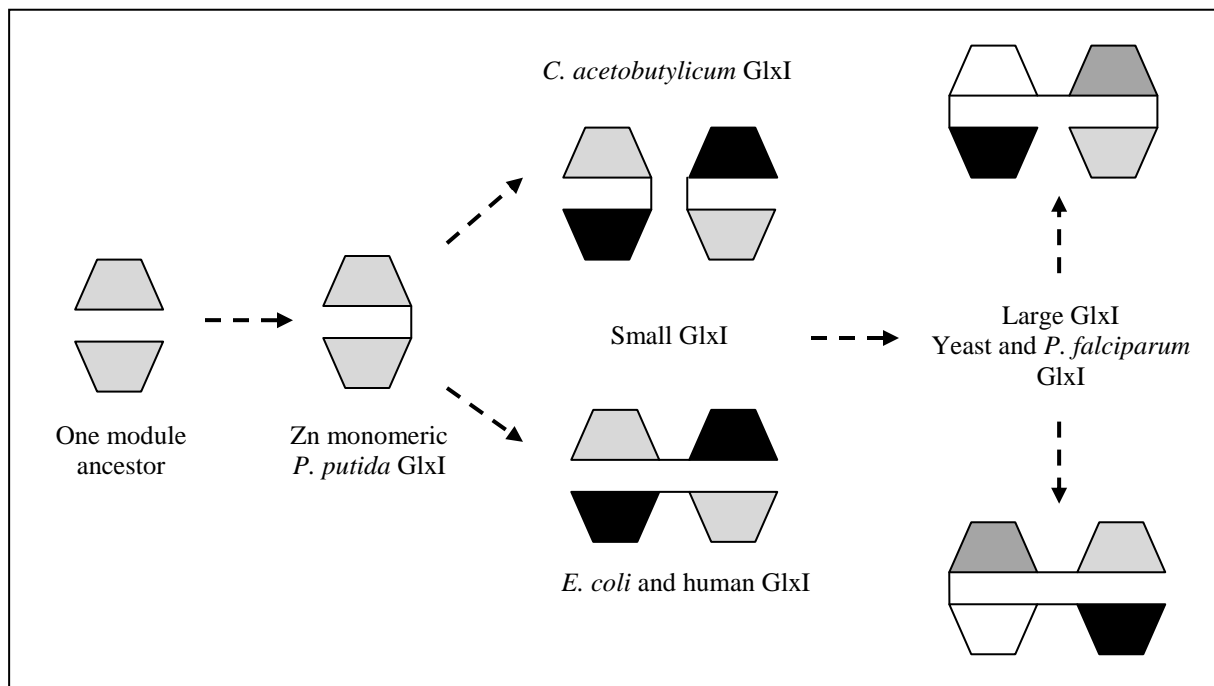 C. acetobutylicum GlxI
Small GlxI
Large GlxI
Yeast and P. falciparum
GlxI
One module
ancestor
Zn monomeric
P. putida GlxI
E. coli and human GlxI